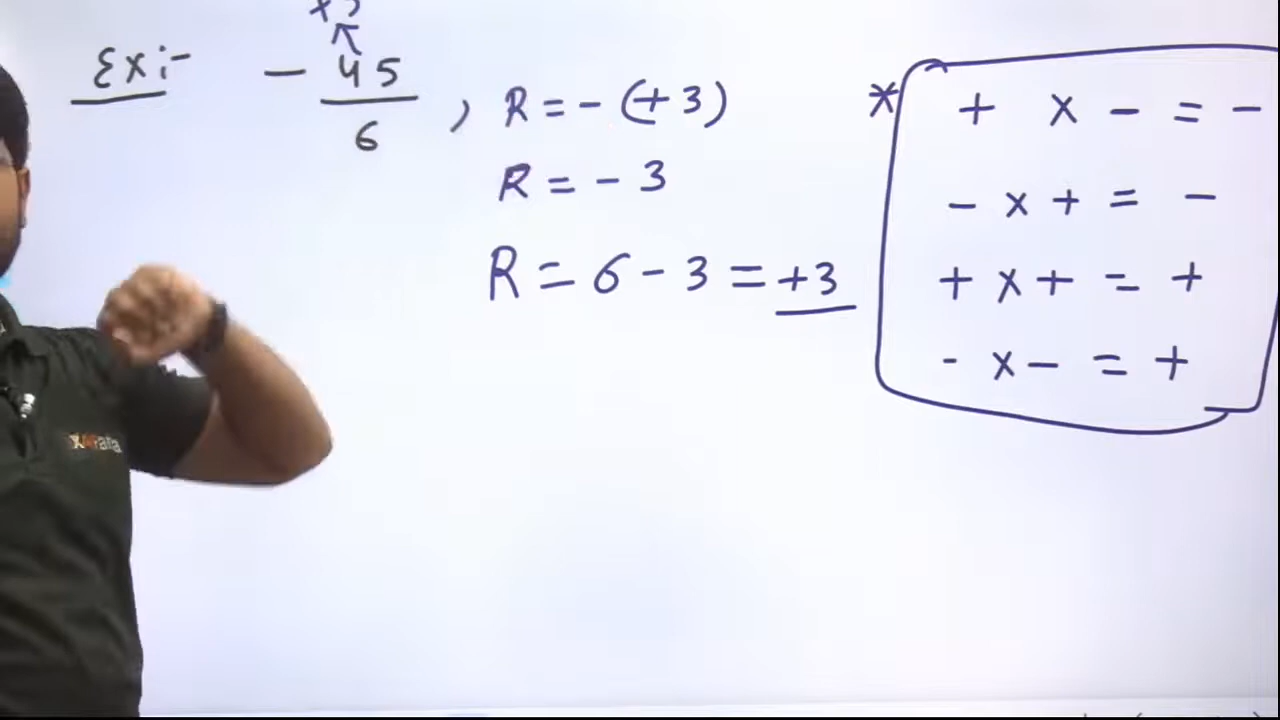 +3
Ex:- - 45/6 , R = - (+3)
R = - 3
R = 6 - 3 = +3
* + x - = -
- x + = -
+ x + = +
- x - = +